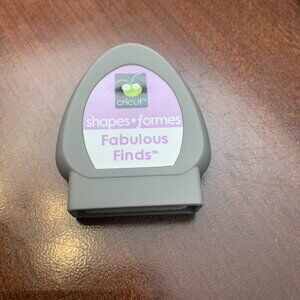 cricut
shapes • formes
Fabulous
Finds™